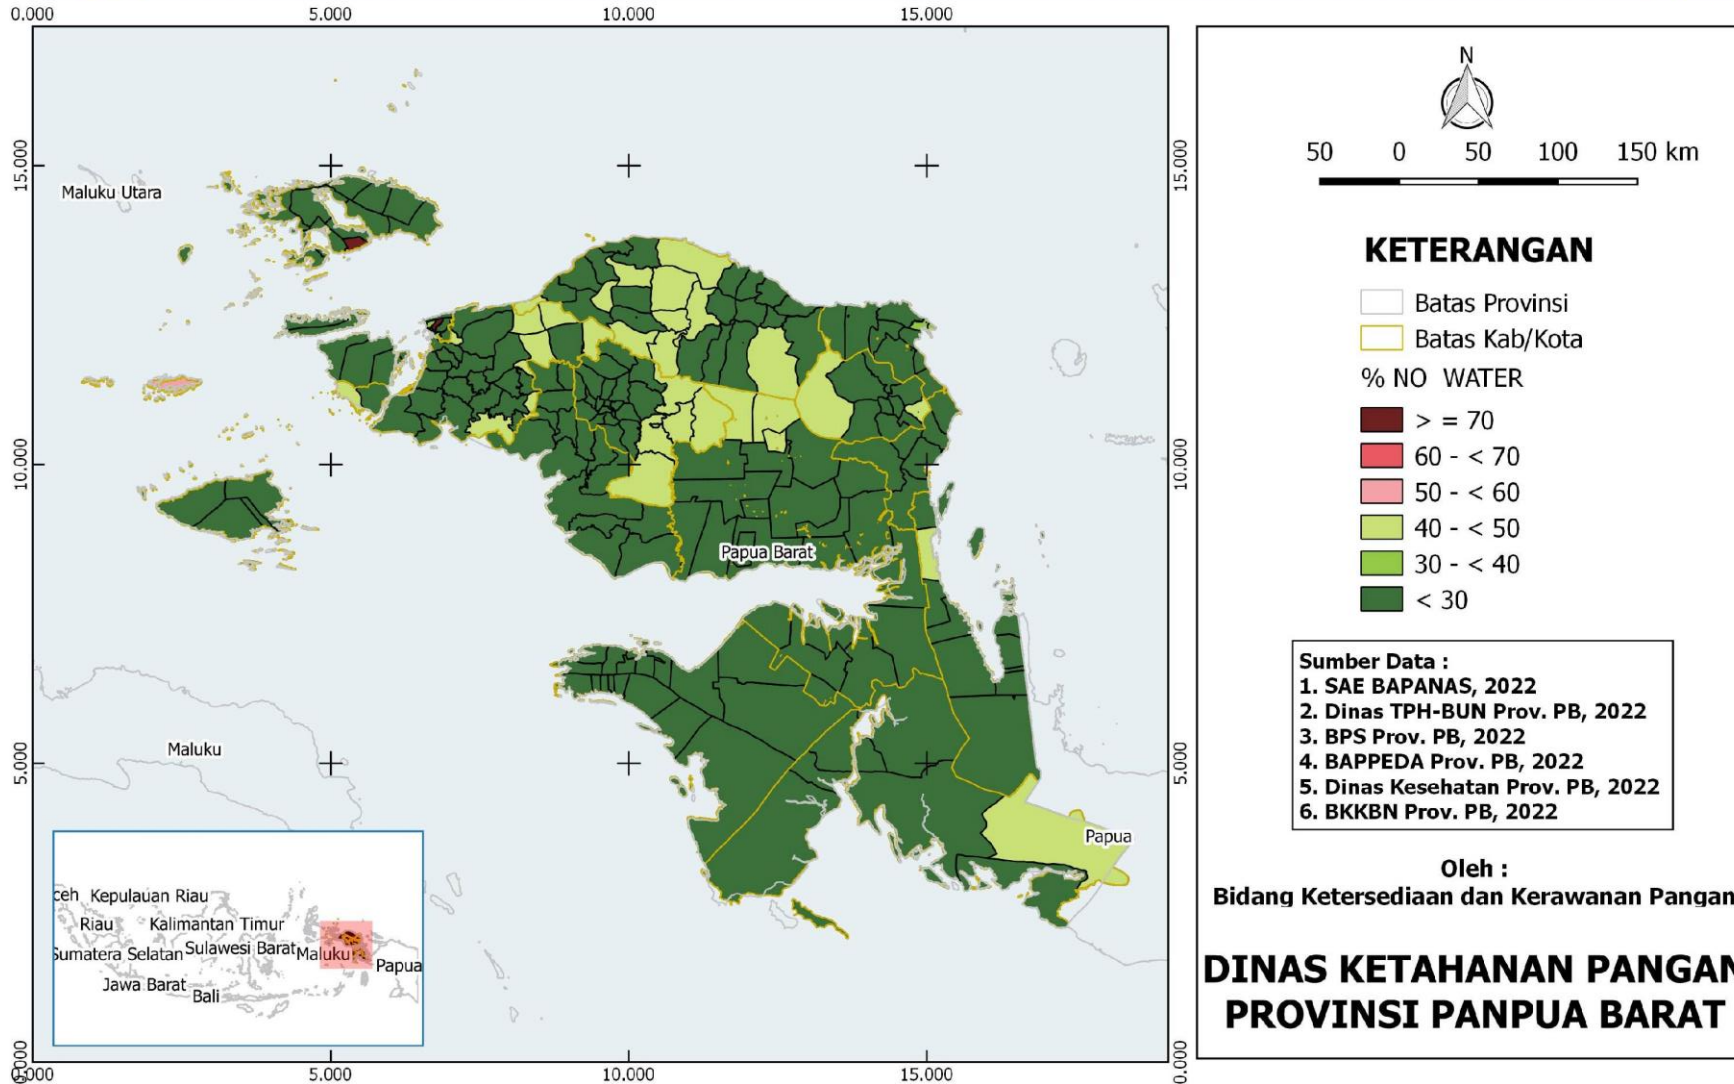 0.000 5.000 10.000 15.000
15.000 15.000
10.000 10.000
5.000 5.000
0.000 0.000
0.000 5.000 10.000 15.000
Maluku Utara
Papua Barat
Maluku
Papua
ceh Kepulauan Riau
Riau Kalimantan Timur
Sumatera Selatan Sulawesi Barat Maluku
Papua
Jawa Barat
Bali
N
50 0 50 100 150 km
KETERANGAN
Batas Provinsi
Batas Kab/Kota
% NO WATER
> = 70
60 - < 70
50 - < 60
40 - < 50
30 - < 40
< 30
Sumber Data :
1. SAE BAPANAS, 2022
2. Dinas TPH-BUN Prov. PB, 2022
3. BPS Prov. PB, 2022
4. BAPPEDA Prov. PB, 2022
5. Dinas Kesehatan Prov. PB, 2022
6. BKKBN Prov. PB, 2022
Oleh :
Bidang Ketersediaan dan Kerawanan Pangan
DINAS KETAHANAN PANGAN
PROVINSI PANPUA BARAT